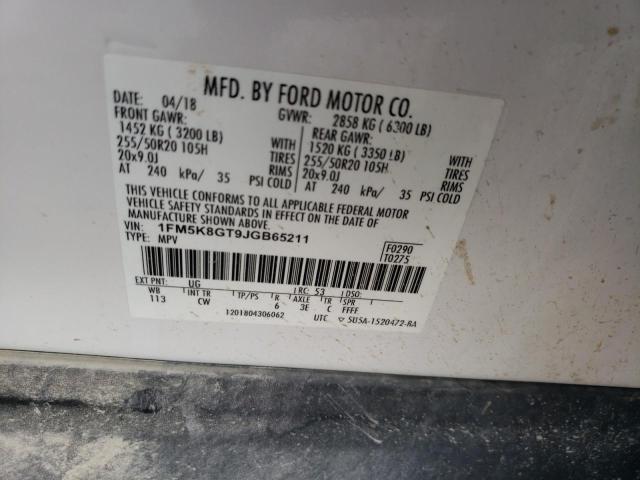 MFD. BY FORD MOTOR CO.
DATE: 04/18 GVWR: 2858 KG ( 6300 LB)
FRONT GAWR: REAR GAWR:
1452 KG ( 3200 LB) WITH 1520 KG ( 3350 LB) WITH
255/50R20 105H TIRES 255/50R20 105H TIRES
20x9.0J RIMS 20x9.0J RIMS
AT 240 kPa/ 35 PSI COLD AT 240 kPa/ 35 PSI COLD
THIS VEHICLE CONFORMS TO ALL APPLICABLE FEDERAL MOTOR
VEHICLE SAFETY STANDARDS IN EFFECT ON THE DATE OF
MANUFACTURE SHOWN ABOVE.
VIN: 1FM5K8GT9JGB65211 F0290
TYPE: MPV T0275
EXT PNT: UG RC: 53 DSO:
WB INT TR TP/PS R AXLE TR SPR
113 CW 6 3E C FFFF
1201804306062 UTC ▽ 5U5A-1520472-BA